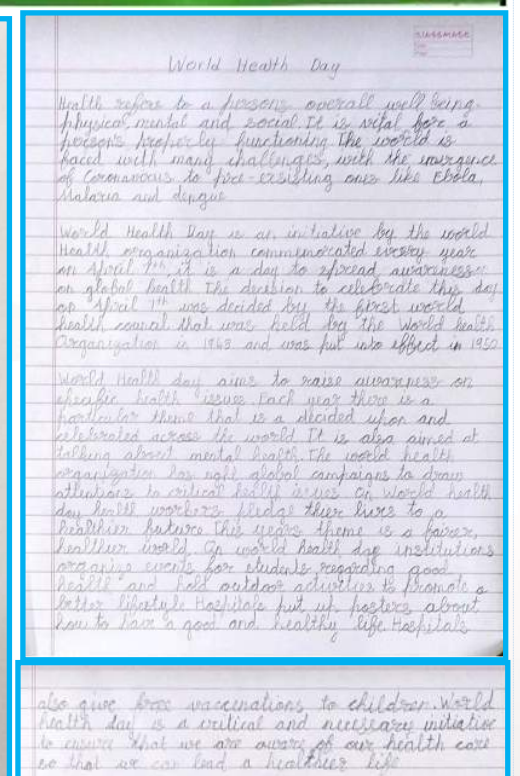 CLASSMATE
World Health Day
Health refers to a persons overall well being-
physical, mental and social. It is vital fore a
person's properly functioning The world is
faced with many challenges, with the imurgence
of Coronavous to pre-exsisting ones like Ebola,
Malaria and dengue
World Health Day is an initiative by the world
Health organization commemorated every year
on April 7th, it is a day to spread awareness
on global health The decision to celebrate this day
on April 7th was decided by the first world
health council that was held by the World health
Organization in 1948 and was put into effect in 1950
World Health day aims to raise awareness on
specific health issues. Each year there is a
particular theme that is a decided upon and
celebrated across the world It is also aimed at
talking about mental health. The world health
organization has global campaigns to draw
attentions to critical health issues On World health
day health workers pledge thier lives to a
healthier future This years theme is a fairer,
healthier world. On world health day institutions
organize events for students regarding good
health and hold outdoor activities to promote a
better lifestyle Hospitals put up posters about
how to have a good and healthy life. Hospitals
also give free vaccinations to children. World
health day is a critical and necessary initiative
to ensure that we are aware of our health care
so that we can lead a healthier life